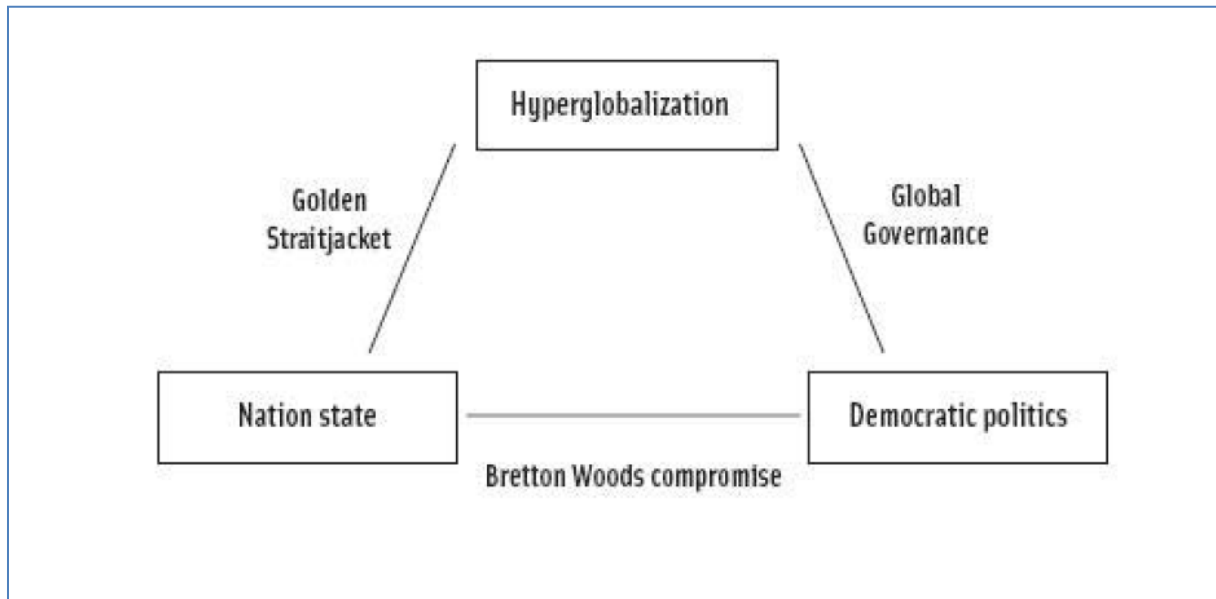 Hyperglobalization
Golden
Straitjacket
Global
Governance
Nation state
Democratic politics
Bretton Woods compromise